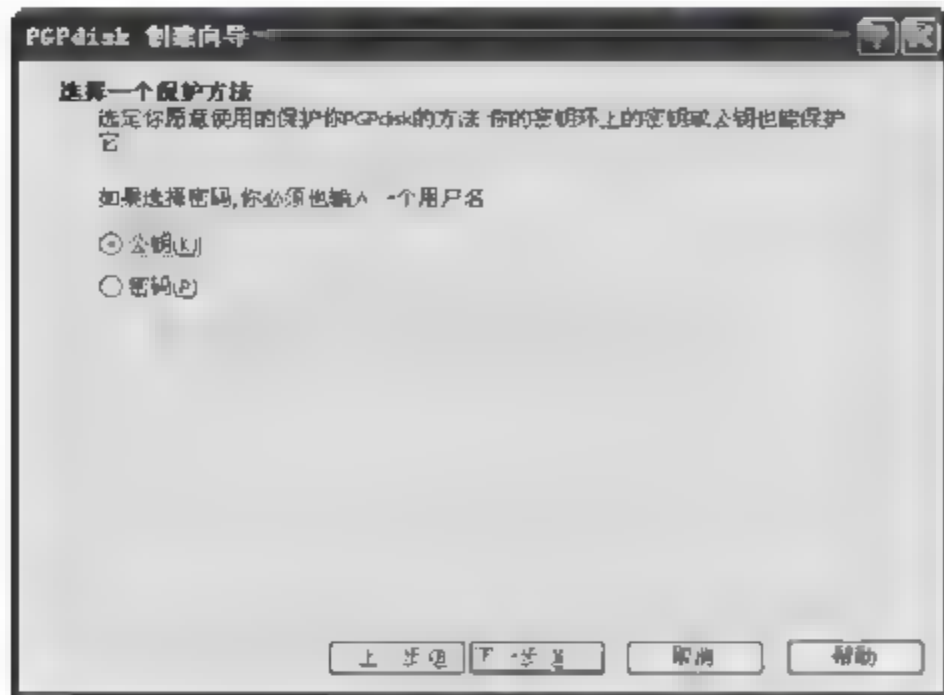 PGPdisk 创建向导
选择一个保护方法
选定你愿意使用的保护你PGPdisk的方法 你的密钥环上的密钥或公钥也能保护
它
如果选择密码,你必须也输入一个用户名
公钥(K)
密码(P)
上一步(B)
下一步(N)
取消
帮助